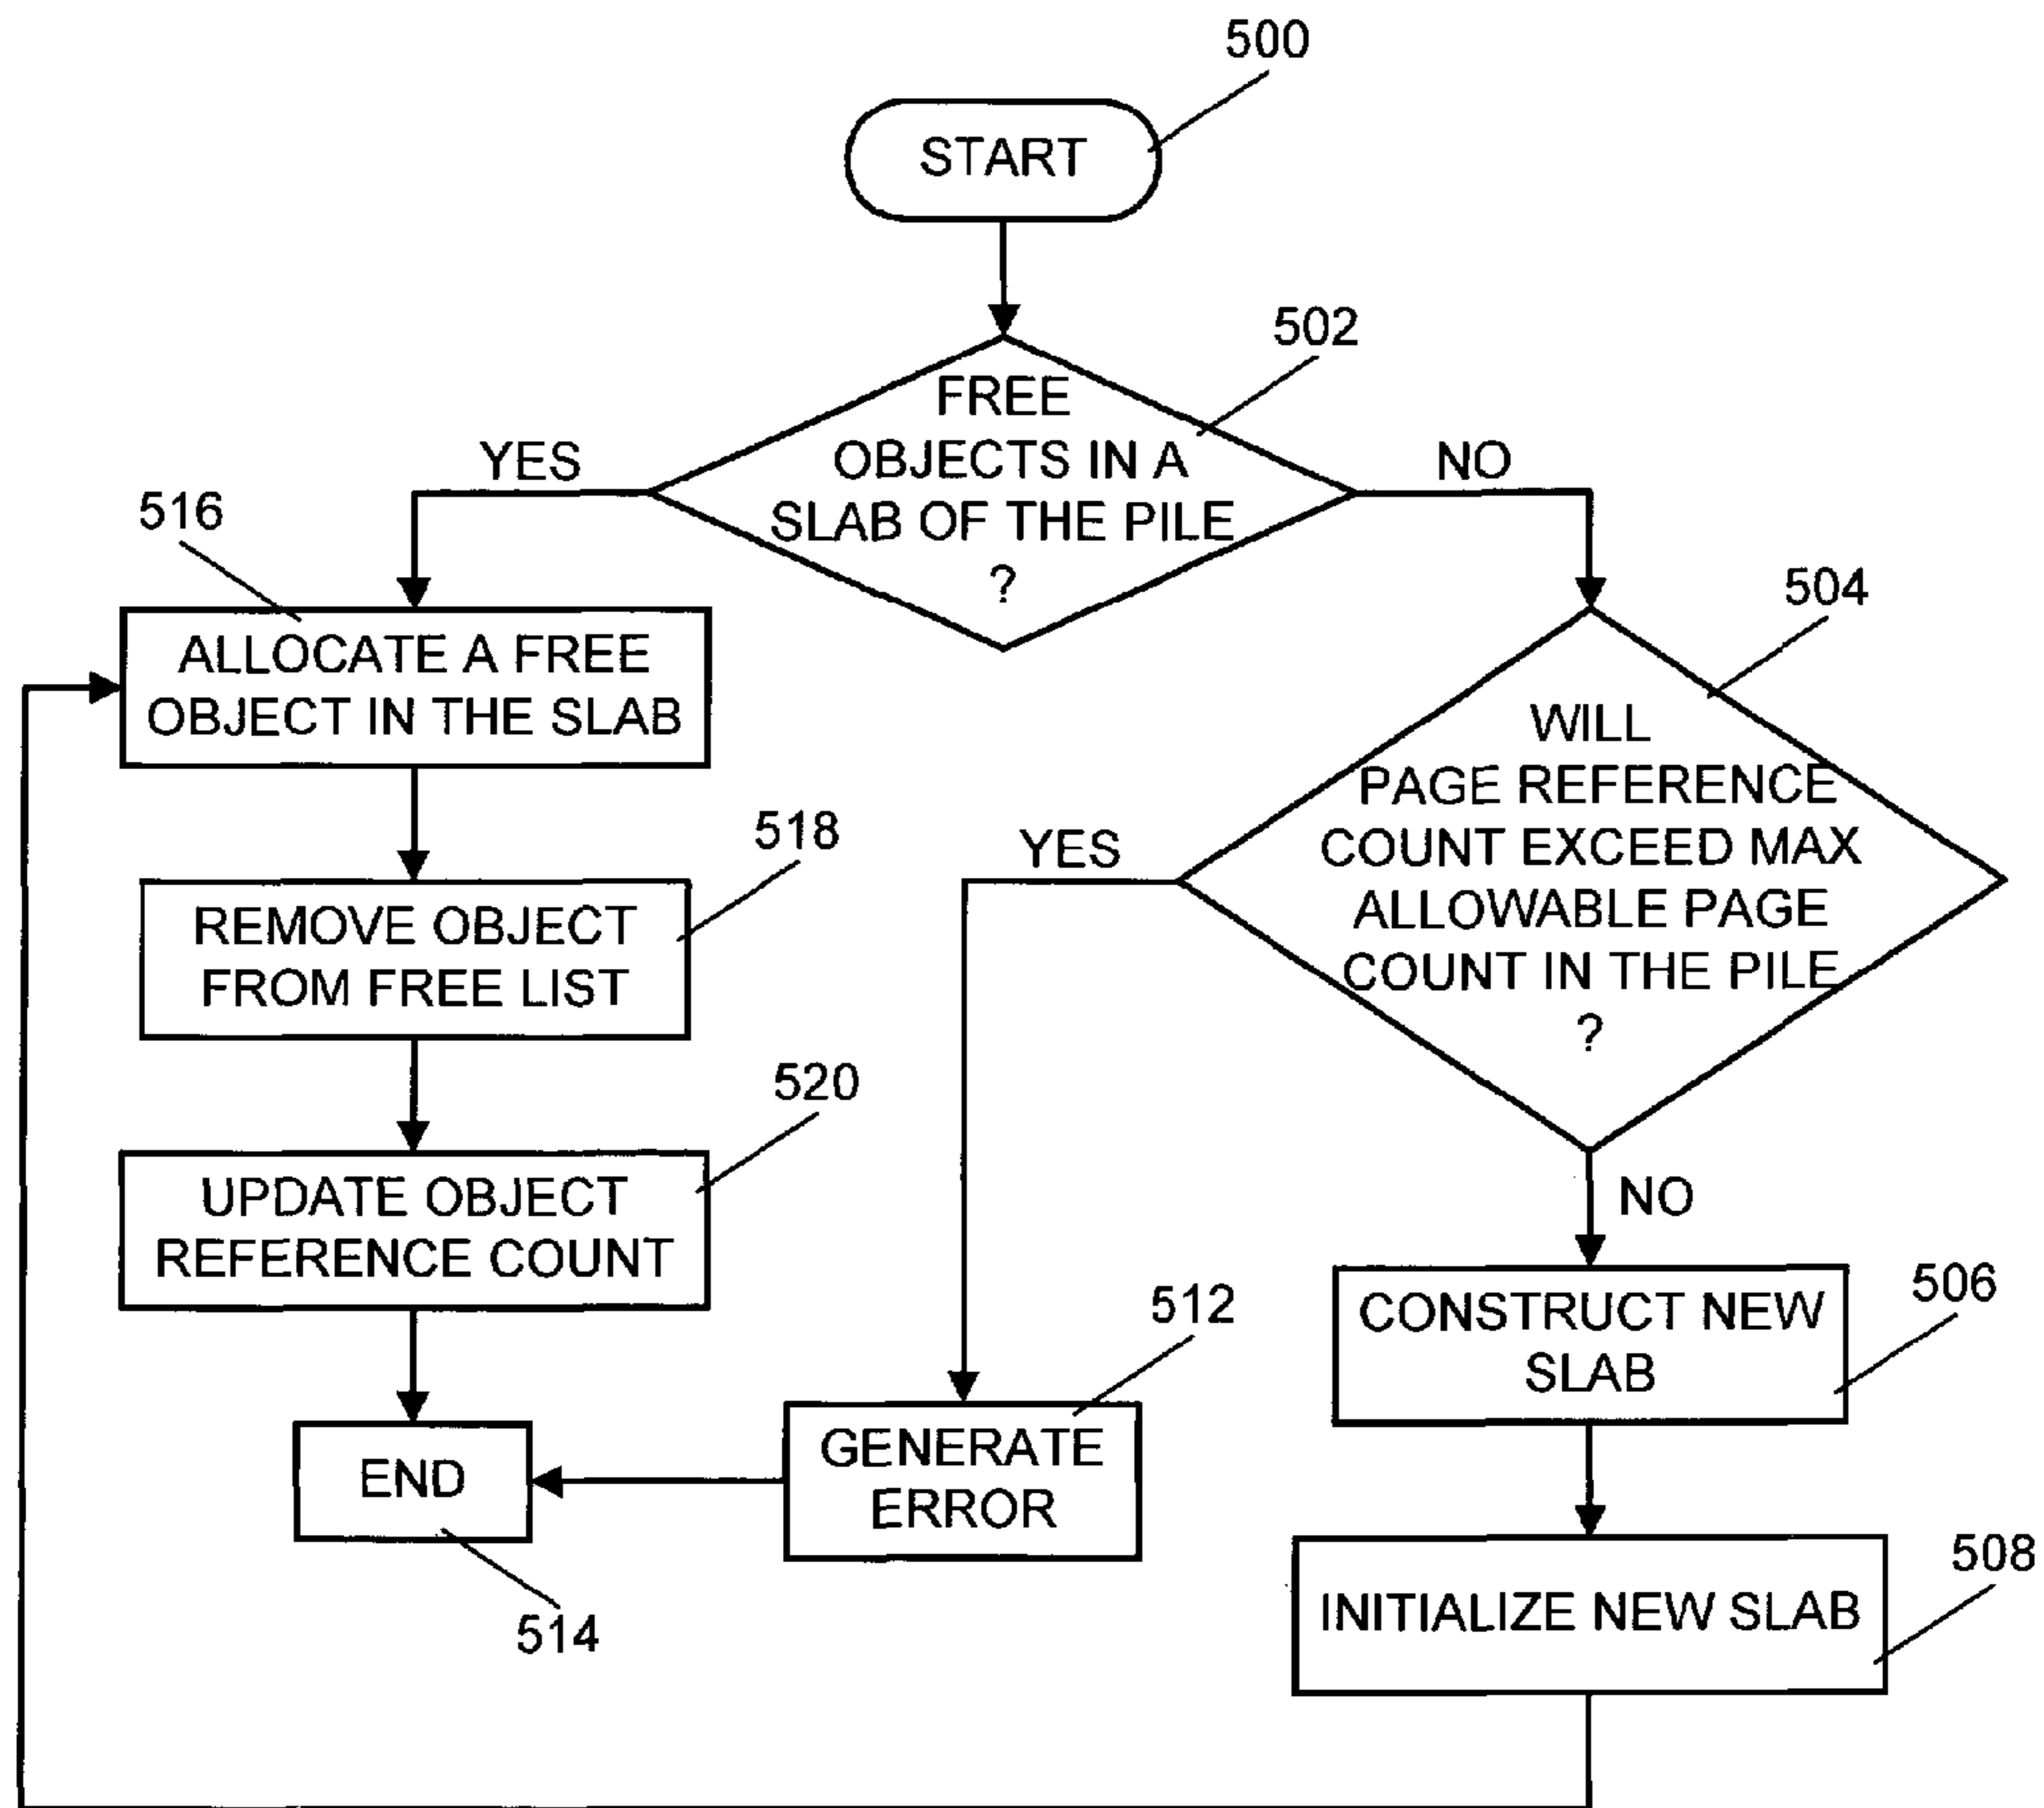 500
START
502
FREE
OBJECTS IN A
SLAB OF THE PILE
?
YES
NO
516
ALLOCATE A FREE
OBJECT IN THE SLAB
504
WILL
PAGE REFERENCE
COUNT EXCEED MAX
ALLOWABLE PAGE
COUNT IN THE PILE
?
YES
NO
518
REMOVE OBJECT
FROM FREE LIST
520
UPDATE OBJECT
REFERENCE COUNT
512
GENERATE
ERROR
506
CONSTRUCT NEW
SLAB
END
514
508
INITIALIZE NEW SLAB